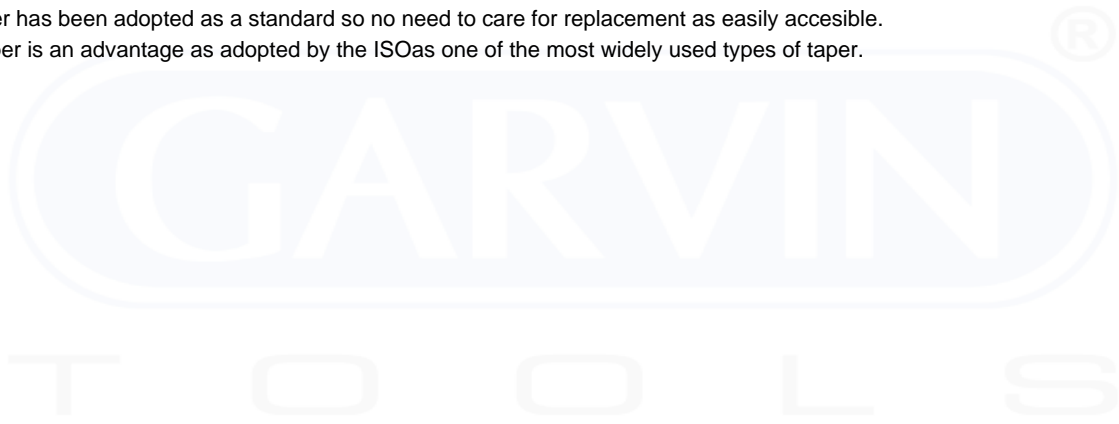 er has been adopted as a standard so no need to care for replacement as easily accesible.
per is an advantage as adopted by the ISOas one of the most widely used types of taper.
®
GARVIN
TOOLS